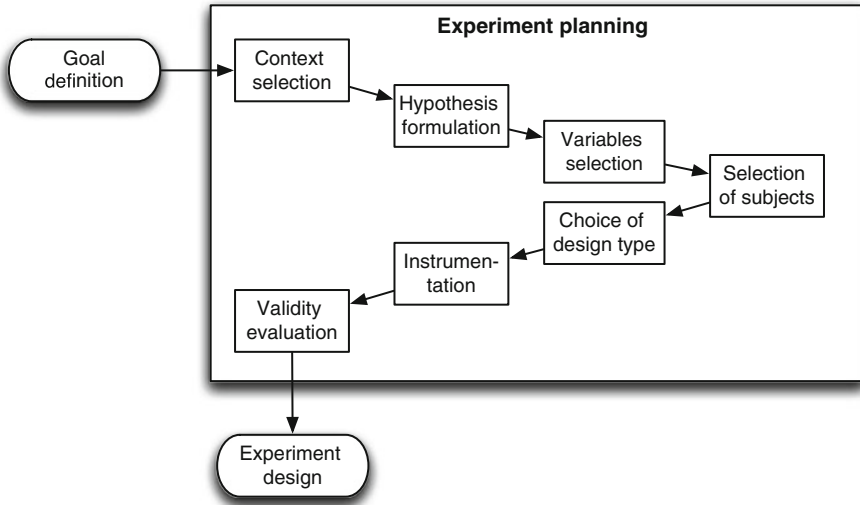 Experiment planning
Goal
definition
Context
selection
Hypothesis
formulation
Variables
selection
Selection
of subjects
Choice of
design type
Instrumen-
tation
Validity
evaluation
Experiment
design